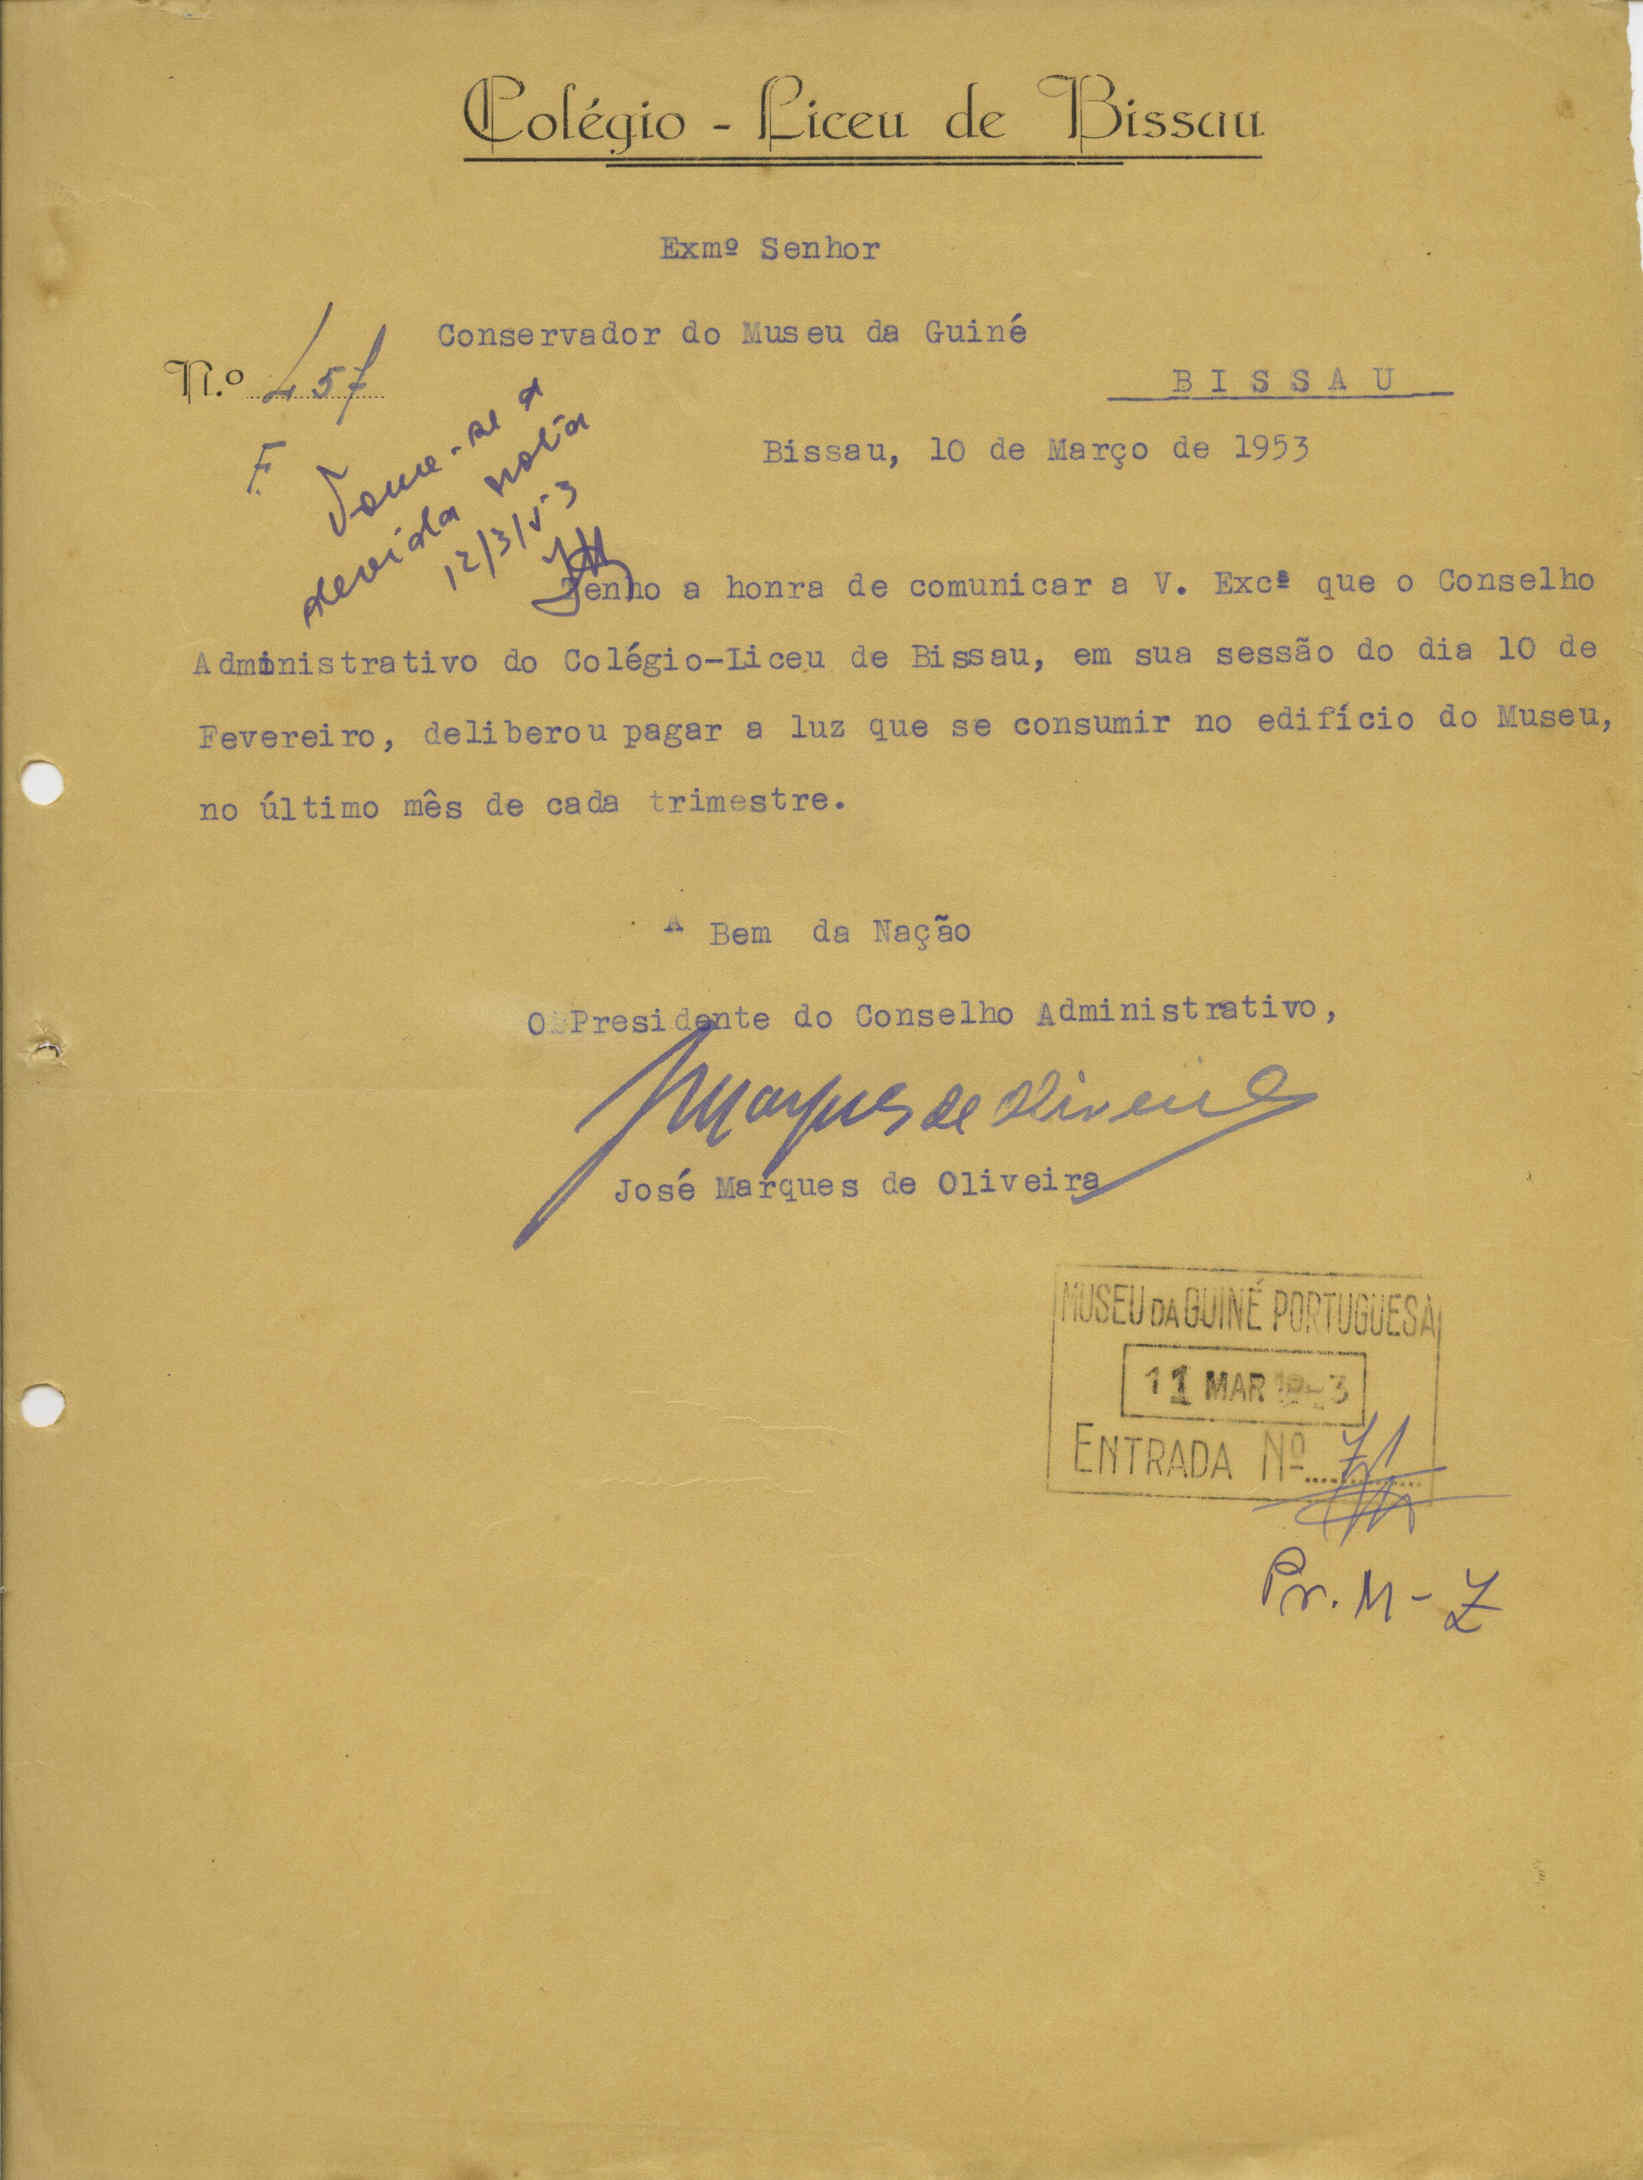 Colégio - Liceu de Bissau
Exmº Senhor
Conservador do Museu da Guiné
N.º 457
B I S S A U
F.
Tome-se a
devida nota
12/3/53
Bissau, 10 de Março de 1953
Tenho a honra de comunicar a V. Excª que o Conselho
Administrativo do Colégio-Liceu de Bissau, em sua sessão do dia 10 de
Fevereiro, deliberou pagar a luz que se consumir no edifício do Museu,
no último mês de cada trimestre.
A Bem da Nação
O Presidente do Conselho Administrativo,
Marques de Oliveira
José Marques de Oliveira
MUSEU DA GUINÉ PORTUGUESA
11 MAR 1953
ENTRADA Nº
Pr. M-Z